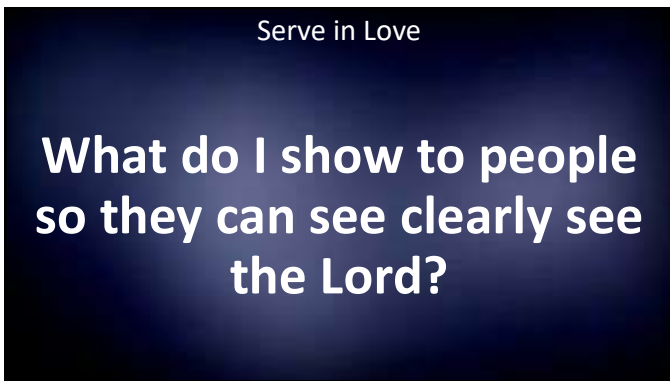 Serve in Love
What do I show to people
so they can see clearly see
the Lord?